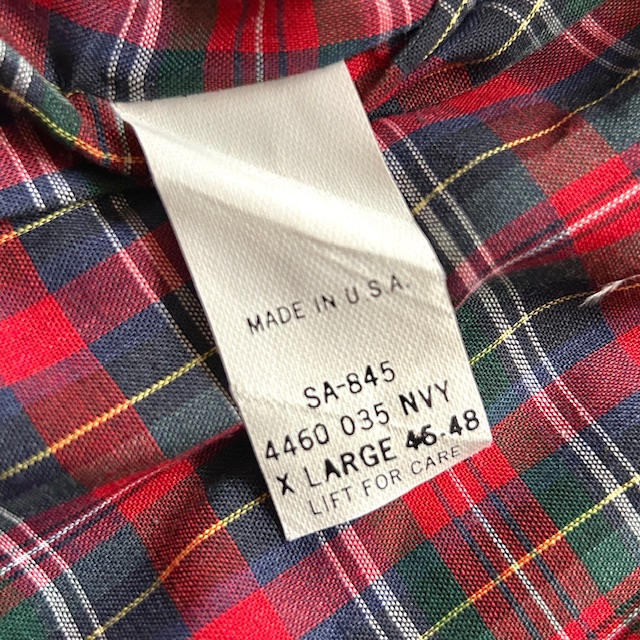 MADE IN U.S.A.
SA-845
4460 035 NVY
X LARGE 46-48
LIFT FOR CARE